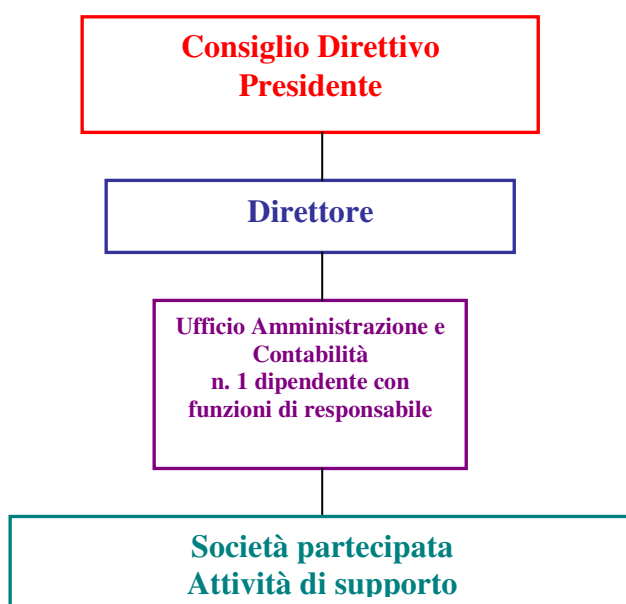 Consiglio Direttivo
Presidente
Direttore
Ufficio Amministrazione e
Contabilità
n. 1 dipendente con
funzioni di responsabile
Società partecipata
Attività di supporto